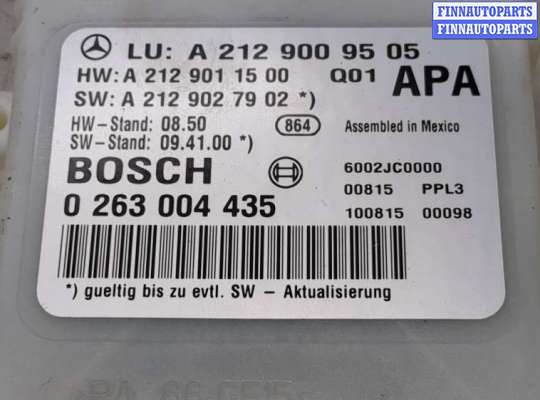 FINNAUTOPARTS
FINNAUTOPARTS
LU: A 212 900 95 05
HW: A 212 901 15 00 Q01 APA
SW: A 212 902 79 02 *)
HW-Stand: 08.50 864 Assembled in Mexico
SW-Stand: 09.41.00 *)
BOSCH 6002JC0000
0 263 004 435 00815 PPL3
100815 00098
*) gueltig bis zu evtl. SW - Aktualisierung